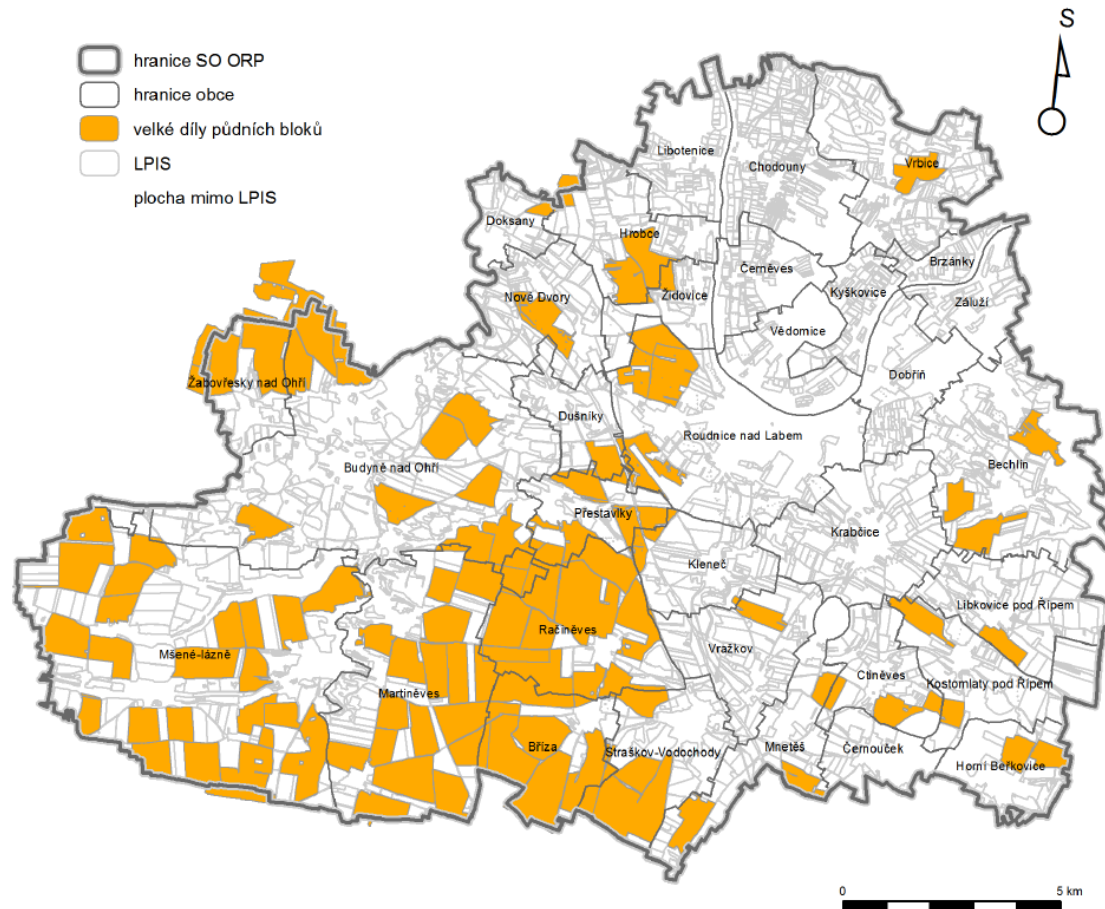 S
hranice SO ORP
hranice obce
velké díly půdních bloků
LPIS
plocha mimo LPIS
Libotenice
Chodouny
Vrbice
Doksany
Hrobce
Brzánky
Černěves
Židovice
Kyškovice
Záluží
Nové Dvory
Vědomice
Dobříň
Žabovřesky nad Ohří
Dušníky
Roudnice nad Labem
Budyně nad Ohří
Bechlín
Přestavlky
Krabčice
Kleneč
Libkovice pod Řípem
Račiněves
Vražkov
Mšené-lázně
Ctiněves
Kostomlaty pod Řípem
Martiněves
Bříza
Straškov-Vodochody
Mnetěš
Černouček
Horní Beřkovice
0
5 km